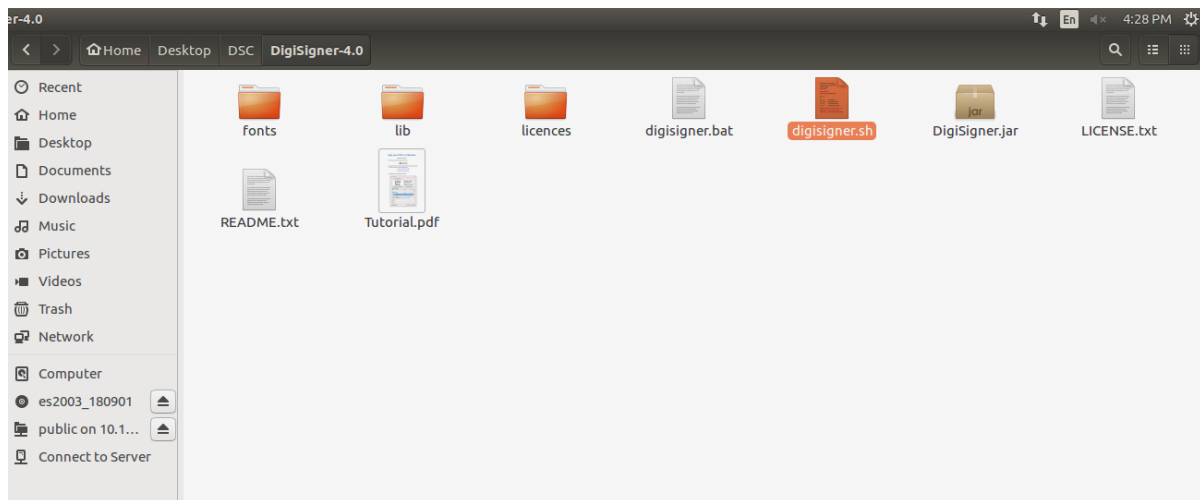 er-4.0
En
4:28 PM
Home
Desktop
DSC
DigiSigner-4.0
Recent
Home
Desktop
Documents
Downloads
Music
Pictures
Videos
Trash
Network
Computer
es2003_180901
public on 10.1...
Connect to Server
fonts
lib
licences
digisigner.bat
digisigner.sh
jar
DigiSigner.jar
LICENSE.txt
README.txt
Tutorial.pdf